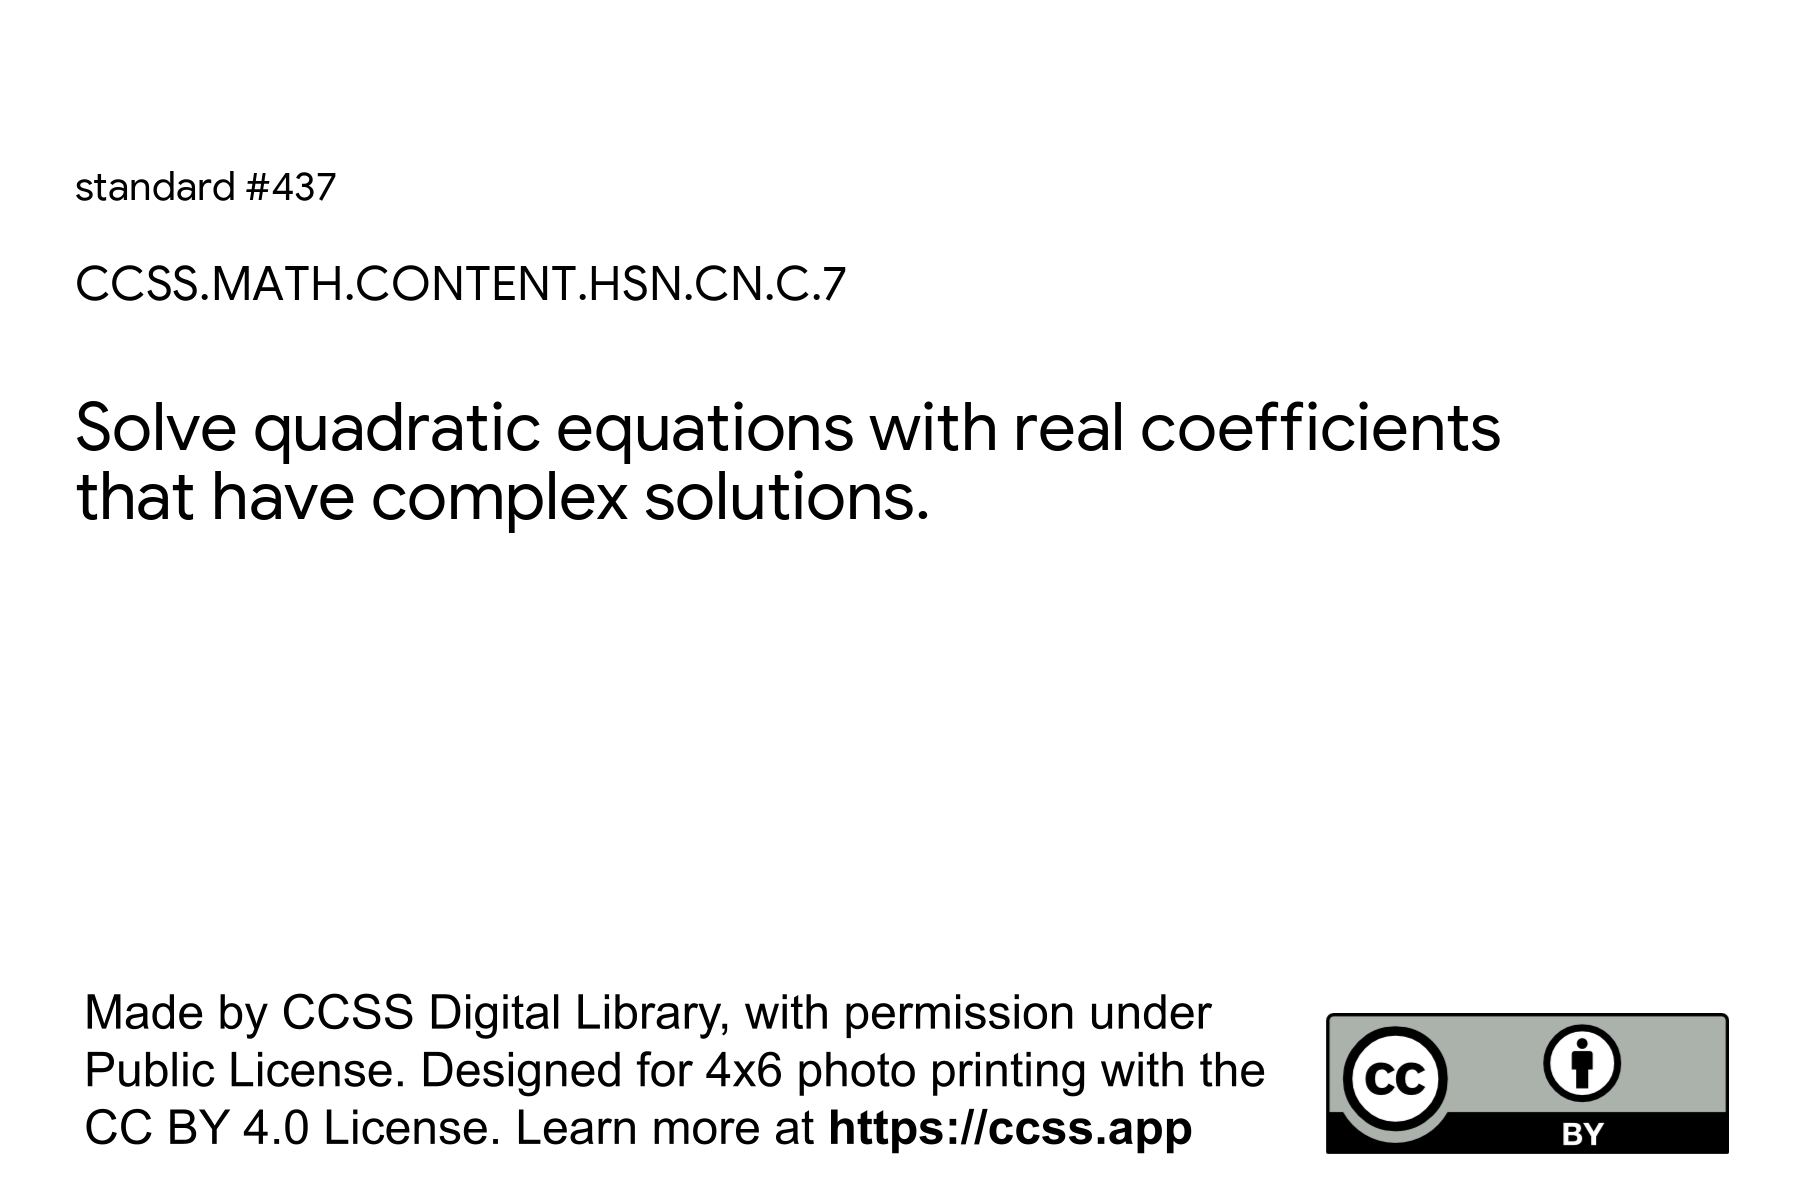 standard #437
CCSS.MATH.CONTENT.HSN.CN.C.7
Solve quadratic equations with real coefficients
that have complex solutions.
Made by CCSS Digital Library, with permission under
Public License. Designed for 4x6 photo printing with the
CC BY 4.0 License. Learn more at https://ccss.app
CC
BY